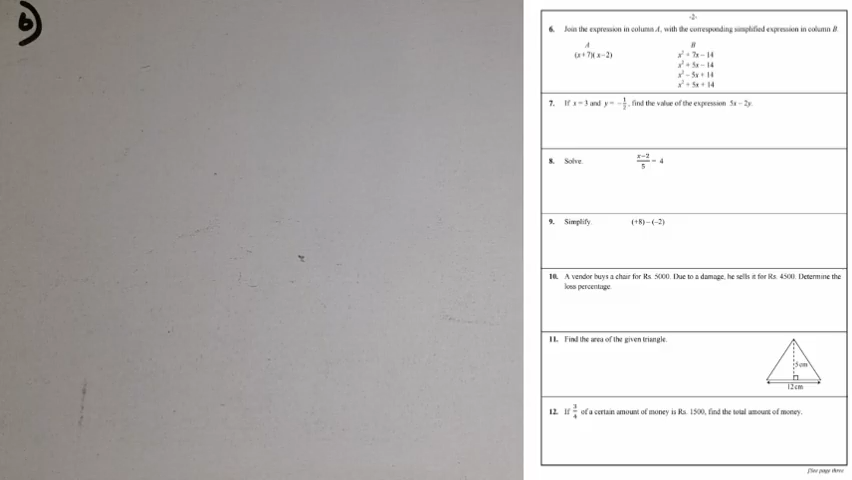 6)
-2-
6. Join the expression in column A, with the corresponding simplified expression in column B.
A B
(x+7)(x−2) x² + 7x − 14
x² + 5x − 14
x² − 5x + 14
x² + 5x + 14
7. If x = 3 and y = −1/2, find the value of the expression 5x − 2y.
8. Solve. (x−2)/5 = 4
9. Simplify. (+8) − (−2)
10. A vendor buys a chair for Rs. 5000. Due to a damage, he sells it for Rs. 4500. Determine the
loss percentage.
11. Find the area of the given triangle.
5 cm
12 cm
12. If 3/4 of a certain amount of money is Rs. 1500, find the total amount of money.
[See page three